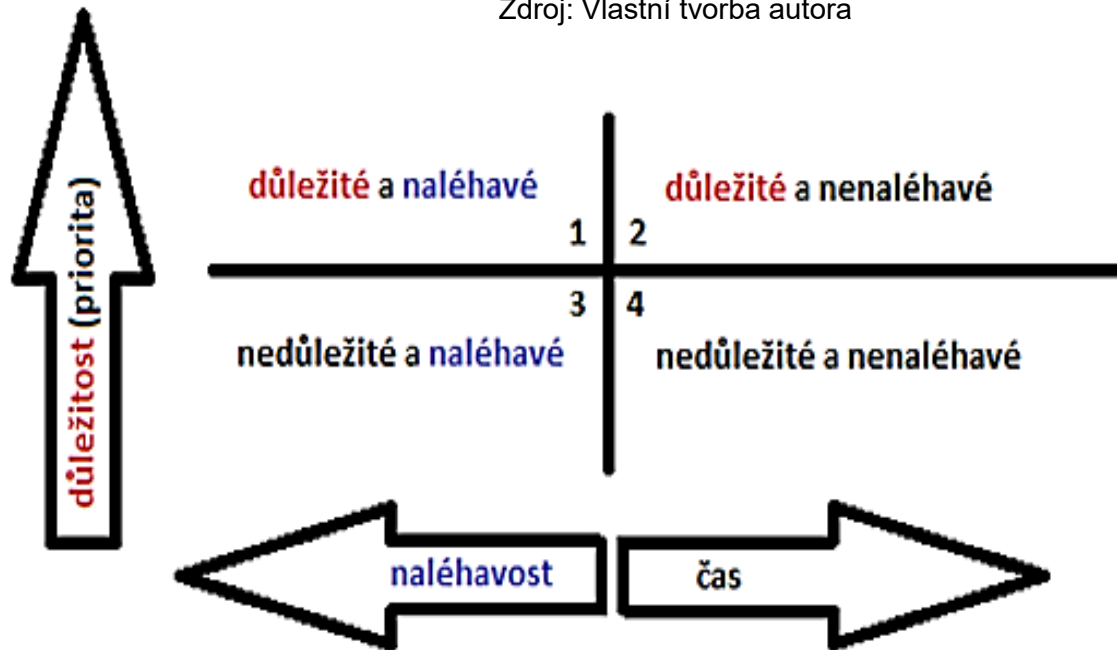 Zdroj: Vlastní tvorba autora
důležitost (priorita)
důležité a naléhavé
důležité a nenaléhavé
1
2
3
4
nedůležité a naléhavé
nedůležité a nenaléhavé
naléhavost
čas